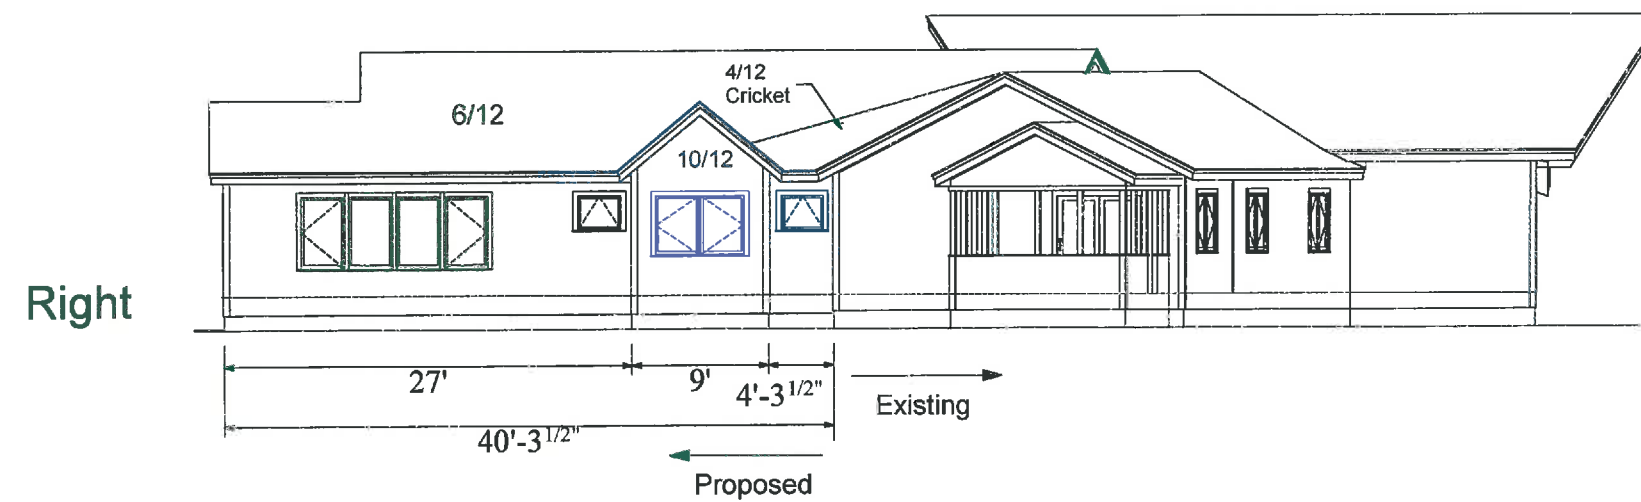 4/12
Cricket
6/12
10/12
Right
27'
9'
4'-3 1/2"
Existing
40'-3 1/2"
Proposed